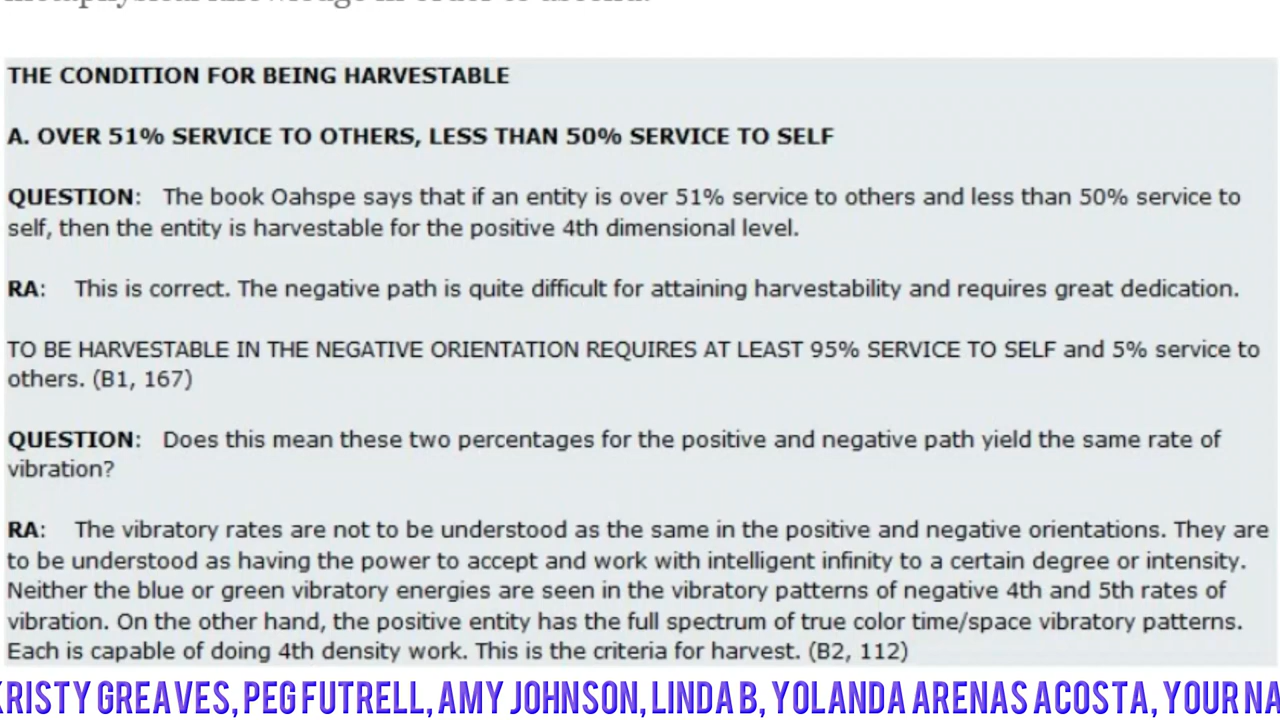 metaphysical knowledge in order to ascend.
THE CONDITION FOR BEING HARVESTABLE
A. OVER 51% SERVICE TO OTHERS, LESS THAN 50% SERVICE TO SELF
QUESTION: The book Oahspe says that if an entity is over 51% service to others and less than 50% service to
self, then the entity is harvestable for the positive 4th dimensional level.
RA: This is correct. The negative path is quite difficult for attaining harvestability and requires great dedication.
TO BE HARVESTABLE IN THE NEGATIVE ORIENTATION REQUIRES AT LEAST 95% SERVICE TO SELF and 5% service to
others. (B1, 167)
QUESTION: Does this mean these two percentages for the positive and negative path yield the same rate of
vibration?
RA: The vibratory rates are not to be understood as the same in the positive and negative orientations. They are
to be understood as having the power to accept and work with intelligent infinity to a certain degree or intensity.
Neither the blue or green vibratory energies are seen in the vibratory patterns of negative 4th and 5th rates of
vibration. On the other hand, the positive entity has the full spectrum of true color time/space vibratory patterns.
Each is capable of doing 4th density work. This is the criteria for harvest. (B2, 112)
KRISTY GREAVES, PEG FUTRELL, AMY JOHNSON, LINDA B, YOLANDA ARENAS ACOSTA, YOUR NA